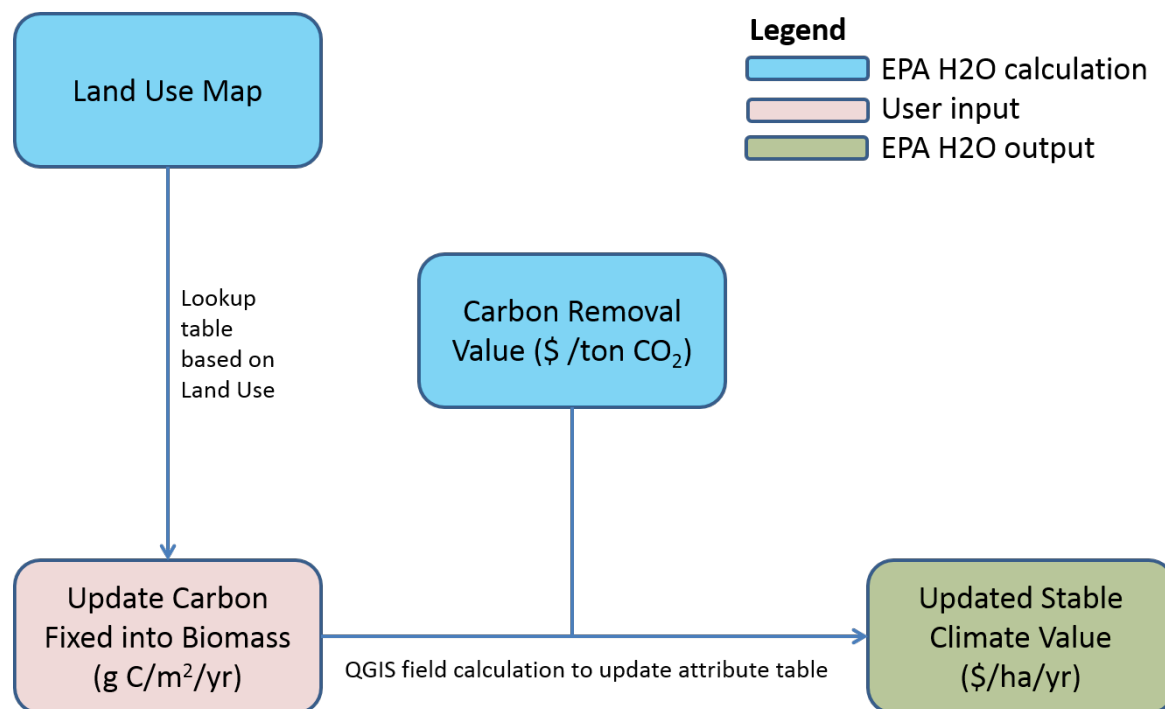 Land Use Map
Legend
EPA H2O calculation
User input
EPA H2O output
Lookup
table
based on
Land Use
Carbon Removal
Value ($ /ton CO₂)
Update Carbon
Fixed into Biomass
(g C/m²/yr)
QGIS field calculation to update attribute table
Updated Stable
Climate Value
($/ha/yr)